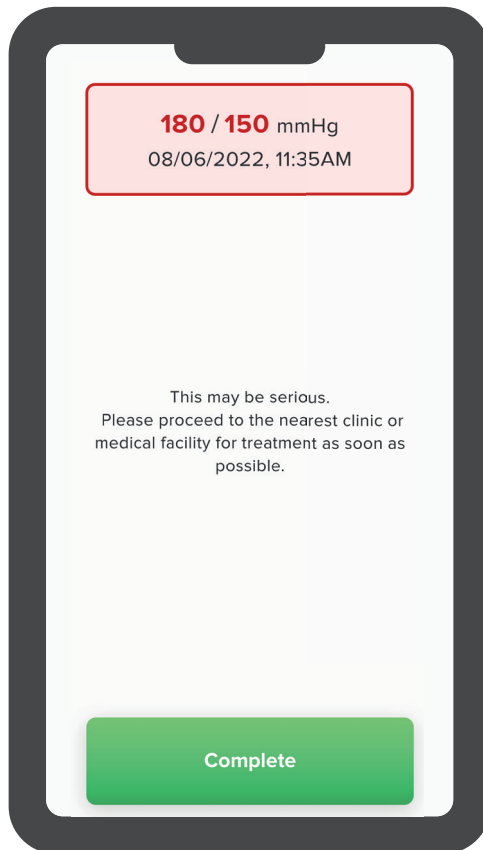 180 / 150 mmHg
08/06/2022, 11:35AM
This may be serious.
Please proceed to the nearest clinic or
medical facility for treatment as soon as
possible.
Complete